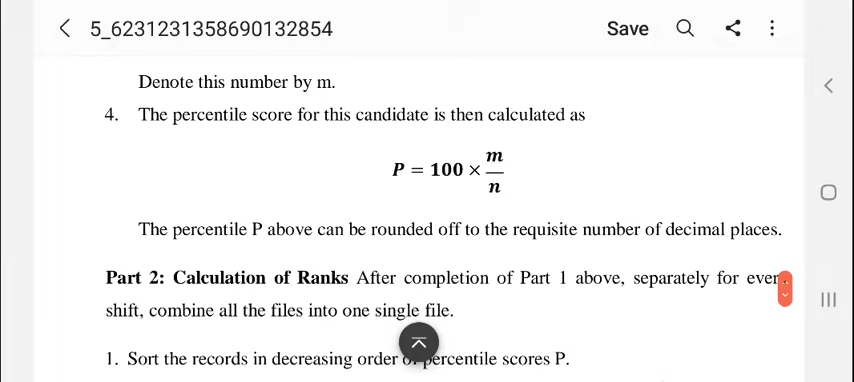 5_6231231358690132854 Save
Denote this number by m.
4. The percentile score for this candidate is then calculated as
P = 100 × m/n
The percentile P above can be rounded off to the requisite number of decimal places.
Part 2: Calculation of Ranks After completion of Part 1 above, separately for
shift, combine all the files into one single file.
1. Sort the records in decreasing order percentile scores P.